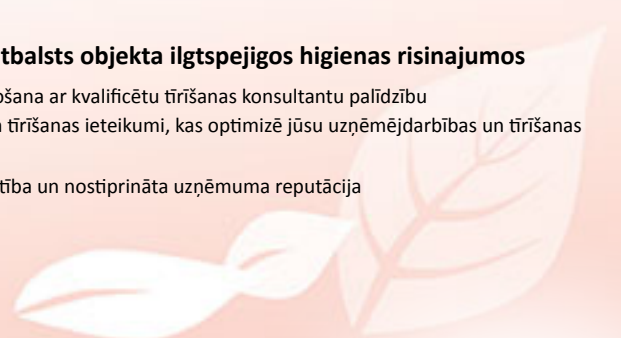 tbalsts objekta ilgtspejigos higienas risinajumos
ošana ar kvalificētu tīrīšanas konsultantu palīdzību
tīrīšanas ieteikumi, kas optimizē jūsu uzņēmējdarbības un tīrīšanas
tība un nostiprināta uzņēmuma reputācija